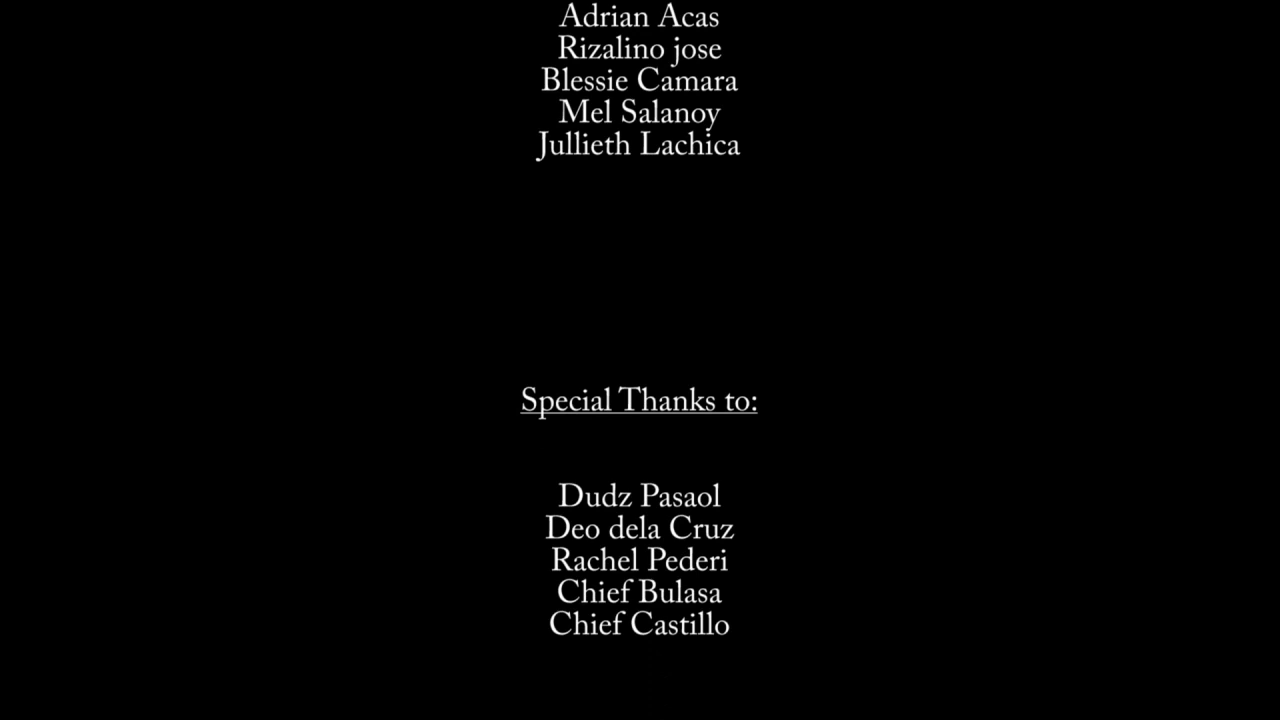 Adrian Acas
Rizalino jose
Blessie Camara
Mel Salanoy
Jullieth Lachica
Special Thanks to:
Dudz Pasaol
Deo dela Cruz
Rachel Pederi
Chief Bulasa
Chief Castillo